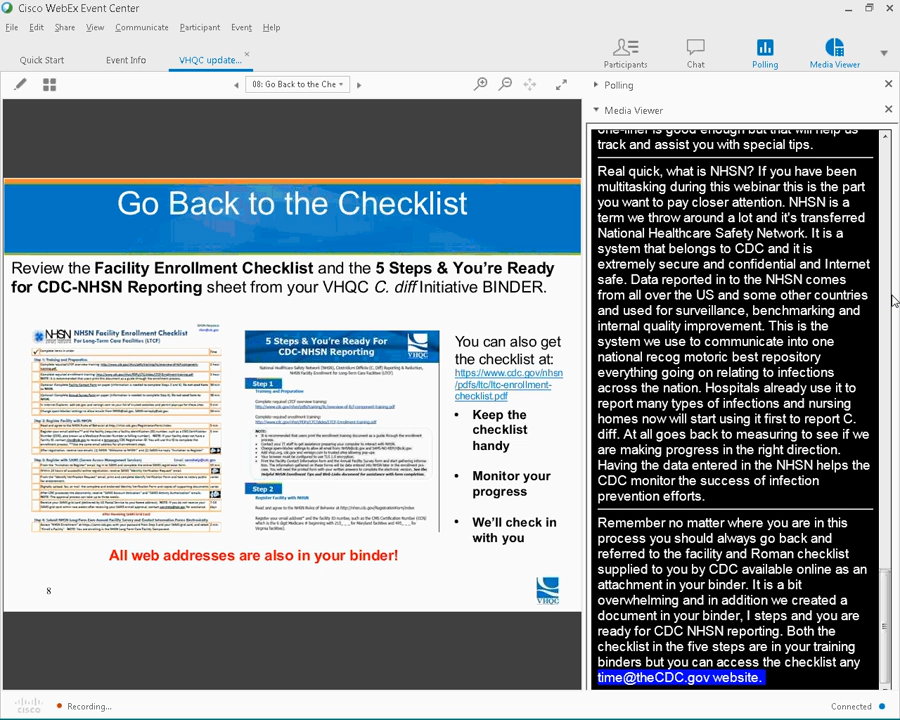 Cisco WebEx Event Center
File Edit Share View Communicate Participant Event Help
Quick Start Event Info VHQC update...
Participants Chat Polling Media Viewer
08: Go Back to the Che
Polling
Media Viewer
Go Back to the Checklist
Review the Facility Enrollment Checklist and the 5 Steps & You're Ready
for CDC-NHSN Reporting sheet from your VHQC C. diff Initiative BINDER.
NHSN Facility Enrollment Checklist
For Long-Term Care Facilities (LTCF)
5 Steps & You're Ready For
CDC-NHSN Reporting
VHQC
Step 1
Training and Preparation
Step 2
Register Facility with NHSN
You can also get
the checklist at:
https://www.cdc.gov/nhsn
/pdfs/ltc/ltc-enrollment-
checklist.pdf
• Keep the
checklist
handy
• Monitor your
progress
• We'll check in
with you
All web addresses are also in your binder!
8
VHQC
one-liner is good enough but that will help us
track and assist you with special tips.
Real quick, what is NHSN? If you have been
multitasking during this webinar this is the part
you want to pay closer attention. NHSN is a
term we throw around a lot and it's transferred
National Healthcare Safety Network. It is a
system that belongs to CDC and it is
extremely secure and confidential and Internet
safe. Data reported in to the NHSN comes
from all over the US and some other countries
and used for surveillance, benchmarking and
internal quality improvement. This is the
system we use to communicate into one
national recog motoric best repository
everything going on relating to infections
across the nation. Hospitals already use it to
report many types of infections and nursing
homes now will start using it first to report C.
diff. At all goes back to measuring to see if we
are making progress in the right direction.
Having the data entered in the NHSN helps the
CDC monitor the success of infection
prevention efforts.
Remember no matter where you are in this
process you should always go back and
referred to the facility and Roman checklist
supplied to you by CDC available online as an
attachment in your binder. It is a bit
overwhelming and in addition we created a
document in your binder, I steps and you are
ready for CDC NHSN reporting. Both the
checklist in the five steps are in your training
binders but you can access the checklist any
time@theCDC.gov website.
cisco Recording... Connected